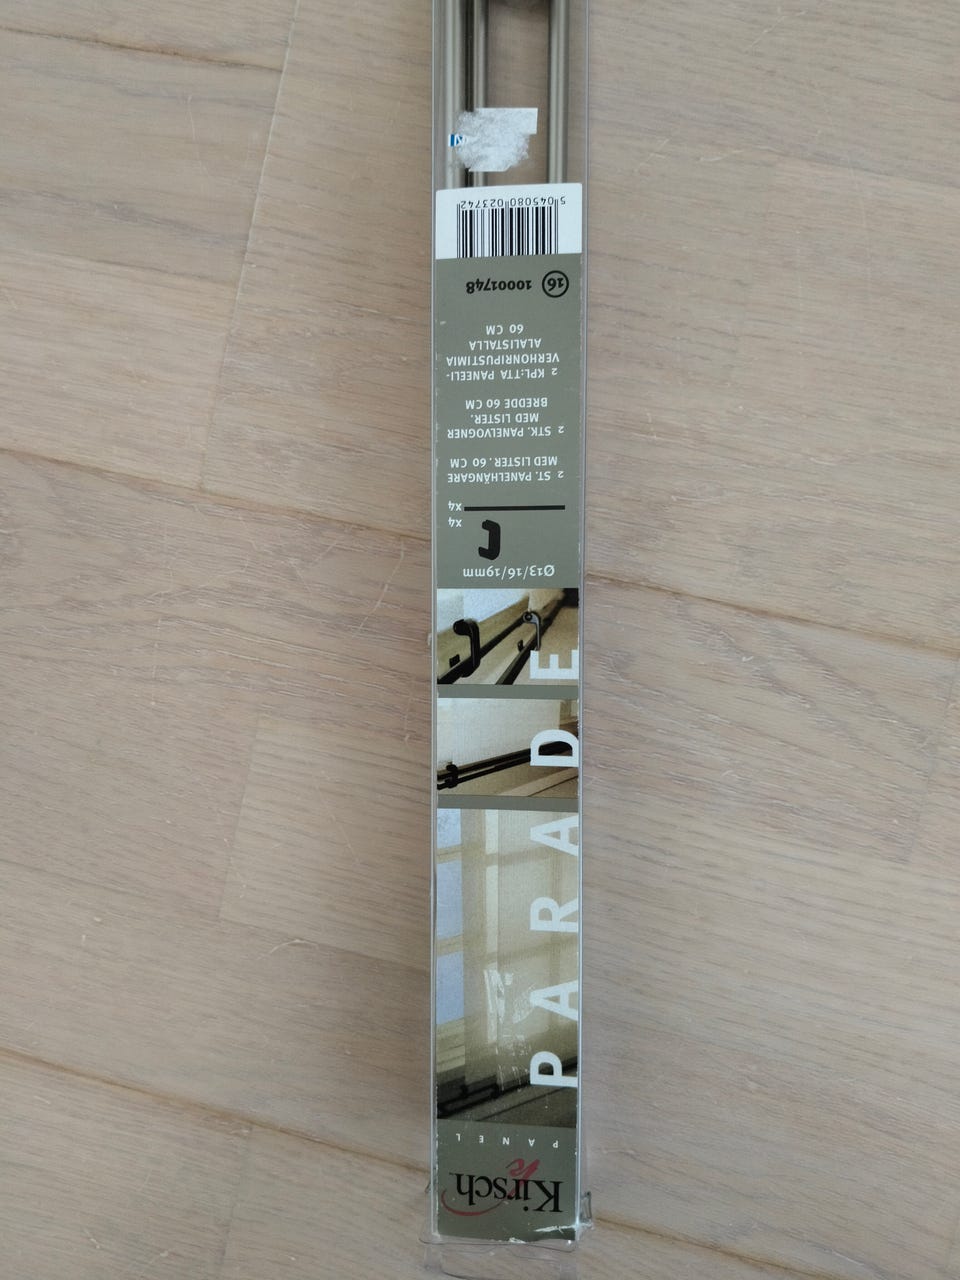 Kirsch
PANEL
PARADE
Ø13/16/19mm
x4
x4
2 ST. PANELHÄNGARE
MED LISTER. 60 CM
2 STK. PANELVOGNER
MED LISTER.
BREDDE 60 CM
2 KPL:TTA PANEELI-
VERHONRIPUSTIMIA
ALALISTALLA
60 CM
16 10001748
5 045080 023742